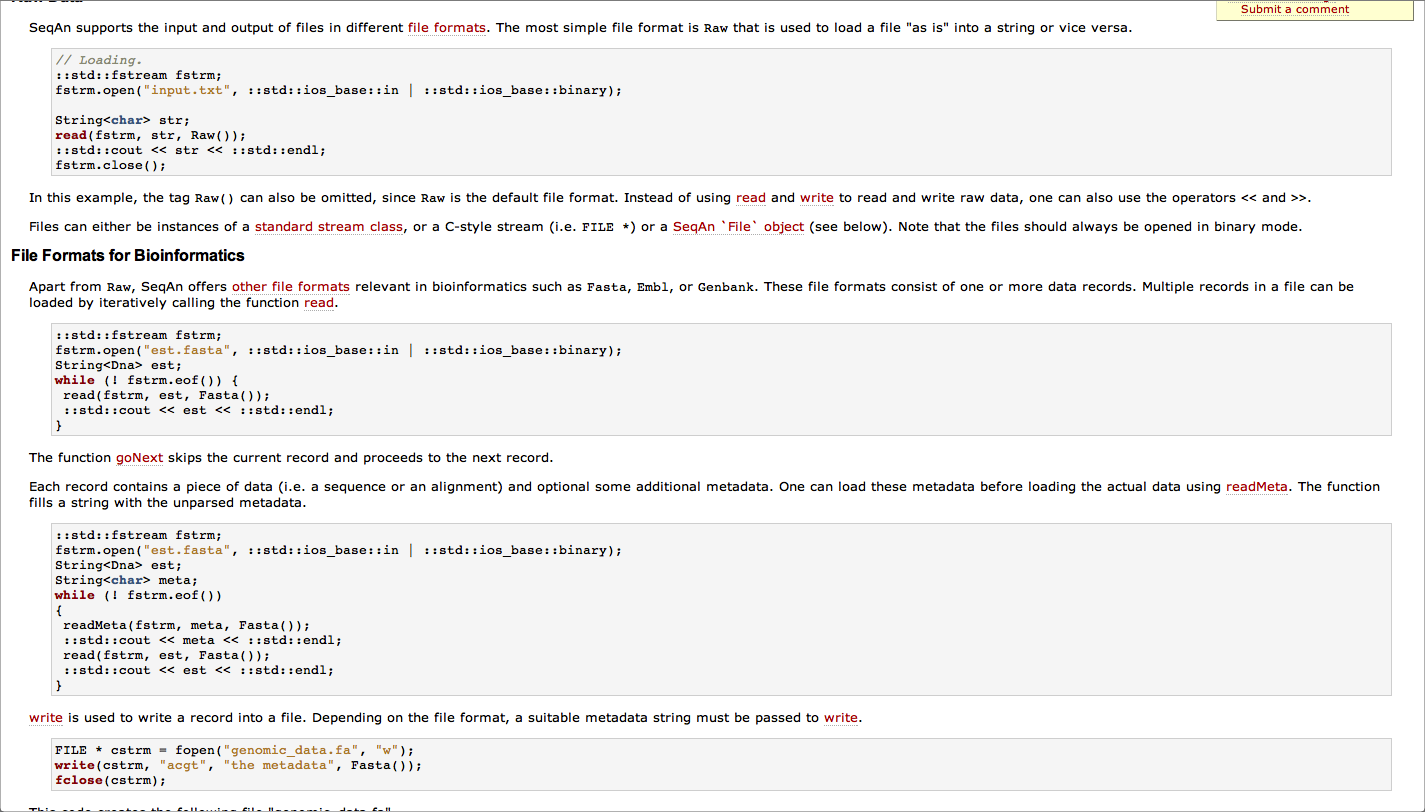 Raw Data
Submit a comment
SeqAn supports the input and output of files in different file formats. The most simple file format is Raw that is used to load a file "as is" into a string or vice versa.
// Loading.
::std::fstream fstrm;
fstrm.open("input.txt", ::std::ios_base::in | ::std::ios_base::binary);
String<char> str;
read(fstrm, str, Raw());
::std::cout << str << ::std::endl;
fstrm.close();
In this example, the tag Raw() can also be omitted, since Raw is the default file format. Instead of using read and write to read and write raw data, one can also use the operators << and >>.
Files can either be instances of a standard stream class, or a C-style stream (i.e. FILE *) or a SeqAn `File` object (see below). Note that the files should always be opened in binary mode.
File Formats for Bioinformatics
Apart from Raw, SeqAn offers other file formats relevant in bioinformatics such as Fasta, Embl, or Genbank. These file formats consist of one or more data records. Multiple records in a file can be
loaded by iteratively calling the function read.
::std::fstream fstrm;
fstrm.open("est.fasta", ::std::ios_base::in | ::std::ios_base::binary);
String<Dna> est;
while (! fstrm.eof()) {
read(fstrm, est, Fasta());
::std::cout << est << ::std::endl;
}
The function goNext skips the current record and proceeds to the next record.
Each record contains a piece of data (i.e. a sequence or an alignment) and optional some additional metadata. One can load these metadata before loading the actual data using readMeta. The function
fills a string with the unparsed metadata.
::std::fstream fstrm;
fstrm.open("est.fasta", ::std::ios_base::in | ::std::ios_base::binary);
String<Dna> est;
String<char> meta;
while (! fstrm.eof())
{
readMeta(fstrm, meta, Fasta());
::std::cout << meta << ::std::endl;
read(fstrm, est, Fasta());
::std::cout << est << ::std::endl;
}
write is used to write a record into a file. Depending on the file format, a suitable metadata string must be passed to write.
FILE * cstrm = fopen("genomic_data.fa", "w");
write(cstrm, "acgt", "the metadata", Fasta());
fclose(cstrm);
This code creates the following file "genomic_data.fa"